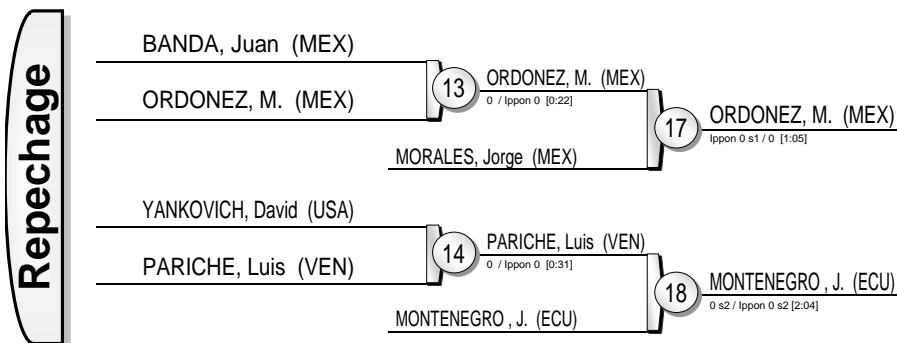 Repechage
BANDA, Juan (MEX)
ORDONEZ, M. (MEX)
13
ORDONEZ, M. (MEX)
0 / Ippon 0 [0:22]
MORALES, Jorge (MEX)
17
ORDONEZ, M. (MEX)
Ippon 0 s1 / 0 [1:05]
YANKOVICH, David (USA)
PARICHE, Luis (VEN)
14
PARICHE, Luis (VEN)
0 / Ippon 0 [0:31]
MONTENEGRO , J. (ECU)
18
MONTENEGRO , J. (ECU)
0 s2 / Ippon 0 s2 [2:04]